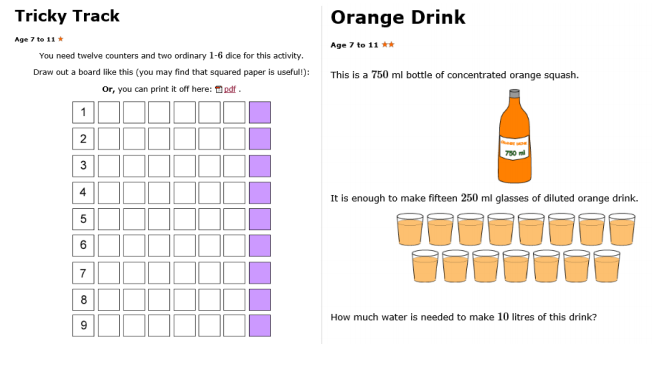 Tricky Track
Age 7 to 11
You need twelve counters and two ordinary 1-6 dice for this activity.
Draw out a board like this (you may find that squared paper is useful!):
Or, you can print it off here: pdf .
1
2
3
4
5
6
7
8
9
Orange Drink
Age 7 to 11
This is a 750 ml bottle of concentrated orange squash.
ORANGE DRINK
750 ml
It is enough to make fifteen 250 ml glasses of diluted orange drink.
How much water is needed to make 10 litres of this drink?